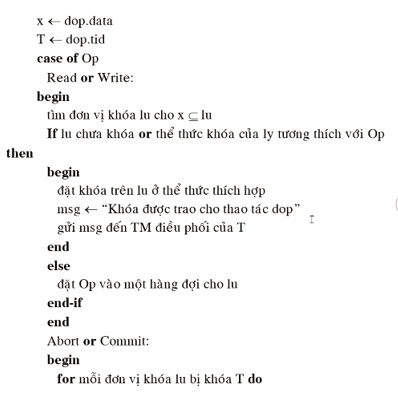 x ← dop.data
T ← dop.tid
case of Op
Read or Write:
begin
tìm đơn vị khóa lu cho x ⊆ lu
If lu chưa khóa or thể thức khóa của ly tương thích với Op
then
begin
đặt khóa trên lu ở thể thức thích hợp
msg ← “Khóa được trao cho thao tác dop”
gửi msg đến TM điều phối của T
end
else
đặt Op vào một hàng đợi cho lu
end-if
end
Abort or Commit:
begin
for mỗi đơn vị khóa lu bị khóa T do